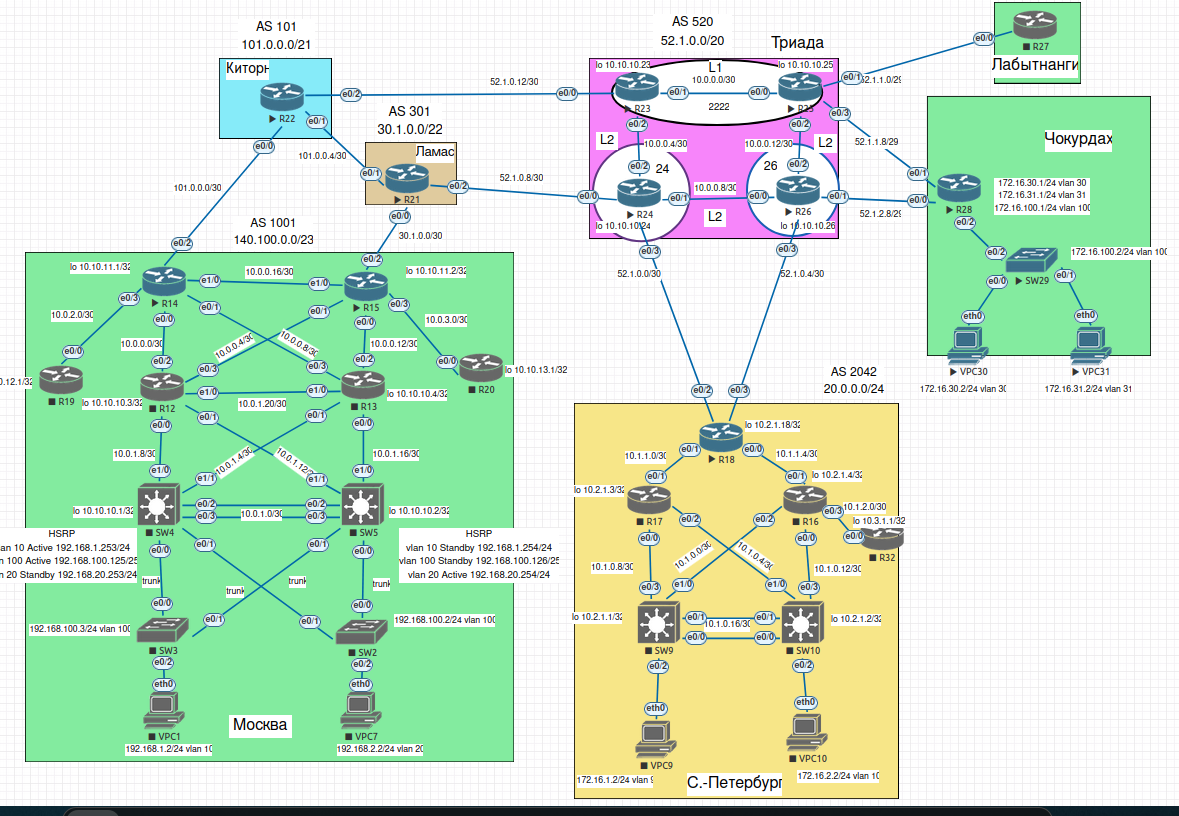 AS 101
101.0.0.0/21
Киторн
e0/2
R22
e0/1
e0/0
52.1.0.12/30
101.0.0.4/30
101.0.0.0/30
AS 301
30.1.0.0/22
Ламас
e0/1
R21
e0/2
e0/0
52.1.0.8/30
30.1.0.0/30
AS 520
52.1.0.0/20
Триада
lo 10.10.10.23
L1
lo 10.10.10.25
10.0.0.0/30
2222
e0/0
R23
e0/1
e0/0
e0/1
e0/2
e0/2
e0/3
L2
10.0.0.4/30
10.0.0.12/30
L2
e0/2
24
26
e0/2
e0/0
R24
e0/1
10.0.0.8/30
e0/0
R26
e0/1
L2
lo 10.10.10.26
e0/3
e0/3
52.1.0.0/30
52.1.0.4/30
e0/0
R27
Лабытнанги
52.1.1.8/29
52.1.2.8/29
Чокурдах
e0/1
e0/0
R28
e0/2
172.16.30.1/24 vlan 30
172.16.31.1/24 vlan 31
172.16.100.1/24 vlan 100
172.16.100.2/24 vlan 100
e0/2
SW29
e0/0
e0/1
eth0
eth0
VPC30
VPC31
172.16.30.2/24 vlan 30
172.16.31.2/24 vlan 31
AS 1001
140.100.0.0/23
e0/2
e0/2
lo 10.10.11.1/32
R14
e1/0
10.0.0.16/30
e1/0
R15
lo 10.10.11.2/32
e0/3
e0/1
e0/1
e0/3
10.0.2.0/30
e0/0
e0/0
10.0.3.0/30
10.0.0.0/30
10.0.0.4/30
10.0.0.8/30
10.0.0.12/30
e0/0
e0/2
e0/3
e0/3
e0/2
e0/0
R19
lo 10.10.10.3/32
R12
e1/0
10.0.1.20/30
e1/0
R13
lo 10.10.10.4/32
R20
lo 10.10.13.1/32
e0/0
e0/1
e0/1
e0/0
10.0.1.8/30
10.0.1.4/30
10.0.1.12/
10.0.1.16/30
e1/0
e1/1
e1/1
e1/0
lo 10.10.10.1/32
SW4
e0/2
e0/2
e0/3
10.0.1.0/30
e0/3
SW5
lo 10.10.10.2/32
HSRP
lan 10 Active 192.168.1.253/24
n 100 Active 192.168.100.125/25
n 20 Standby 192.168.20.253/24
HSRP
vlan 10 Standby 192.168.1.254/24
vlan 100 Standby 192.168.100.126/25
vlan 20 Active 192.168.20.254/24
e0/0
e0/1
e0/1
e0/0
trunk
trunk
trunk
trunk
e0/0
e0/1
e0/1
e0/0
192.168.100.3/24 vlan 100
SW3
SW2
192.168.100.2/24 vlan 100
e0/2
e0/2
eth0
eth0
VPC1
VPC7
192.168.1.2/24 vlan 10
192.168.2.2/24 vlan 20
Москва
AS 2042
20.0.0.0/24
e0/2
e0/3
lo 10.2.1.18/32
R18
e0/1
e0/0
10.1.1.0/30
10.1.1.4/30
e0/1
e0/1
lo 10.2.1.3/32
R17
lo 10.2.1.4/32
R16
e0/3
10.1.2.0/30
lo 10.3.1.1/32
e0/0
R32
e0/0
e0/2
e0/2
e0/0
10.1.0.8/30
10.1.0.0/30
10.1.0.4/30
10.1.0.12/30
e0/3
e1/0
e1/0
e0/3
lo 10.2.1.1/32
SW9
e0/1
10.1.0.16/30
e0/1
e0/0
e0/0
SW10
lo 10.2.1.2/32
e0/2
e0/2
eth0
eth0
VPC9
VPC10
172.16.1.2/24 vlan 9
172.16.2.2/24 vlan 10
С.-Петербург